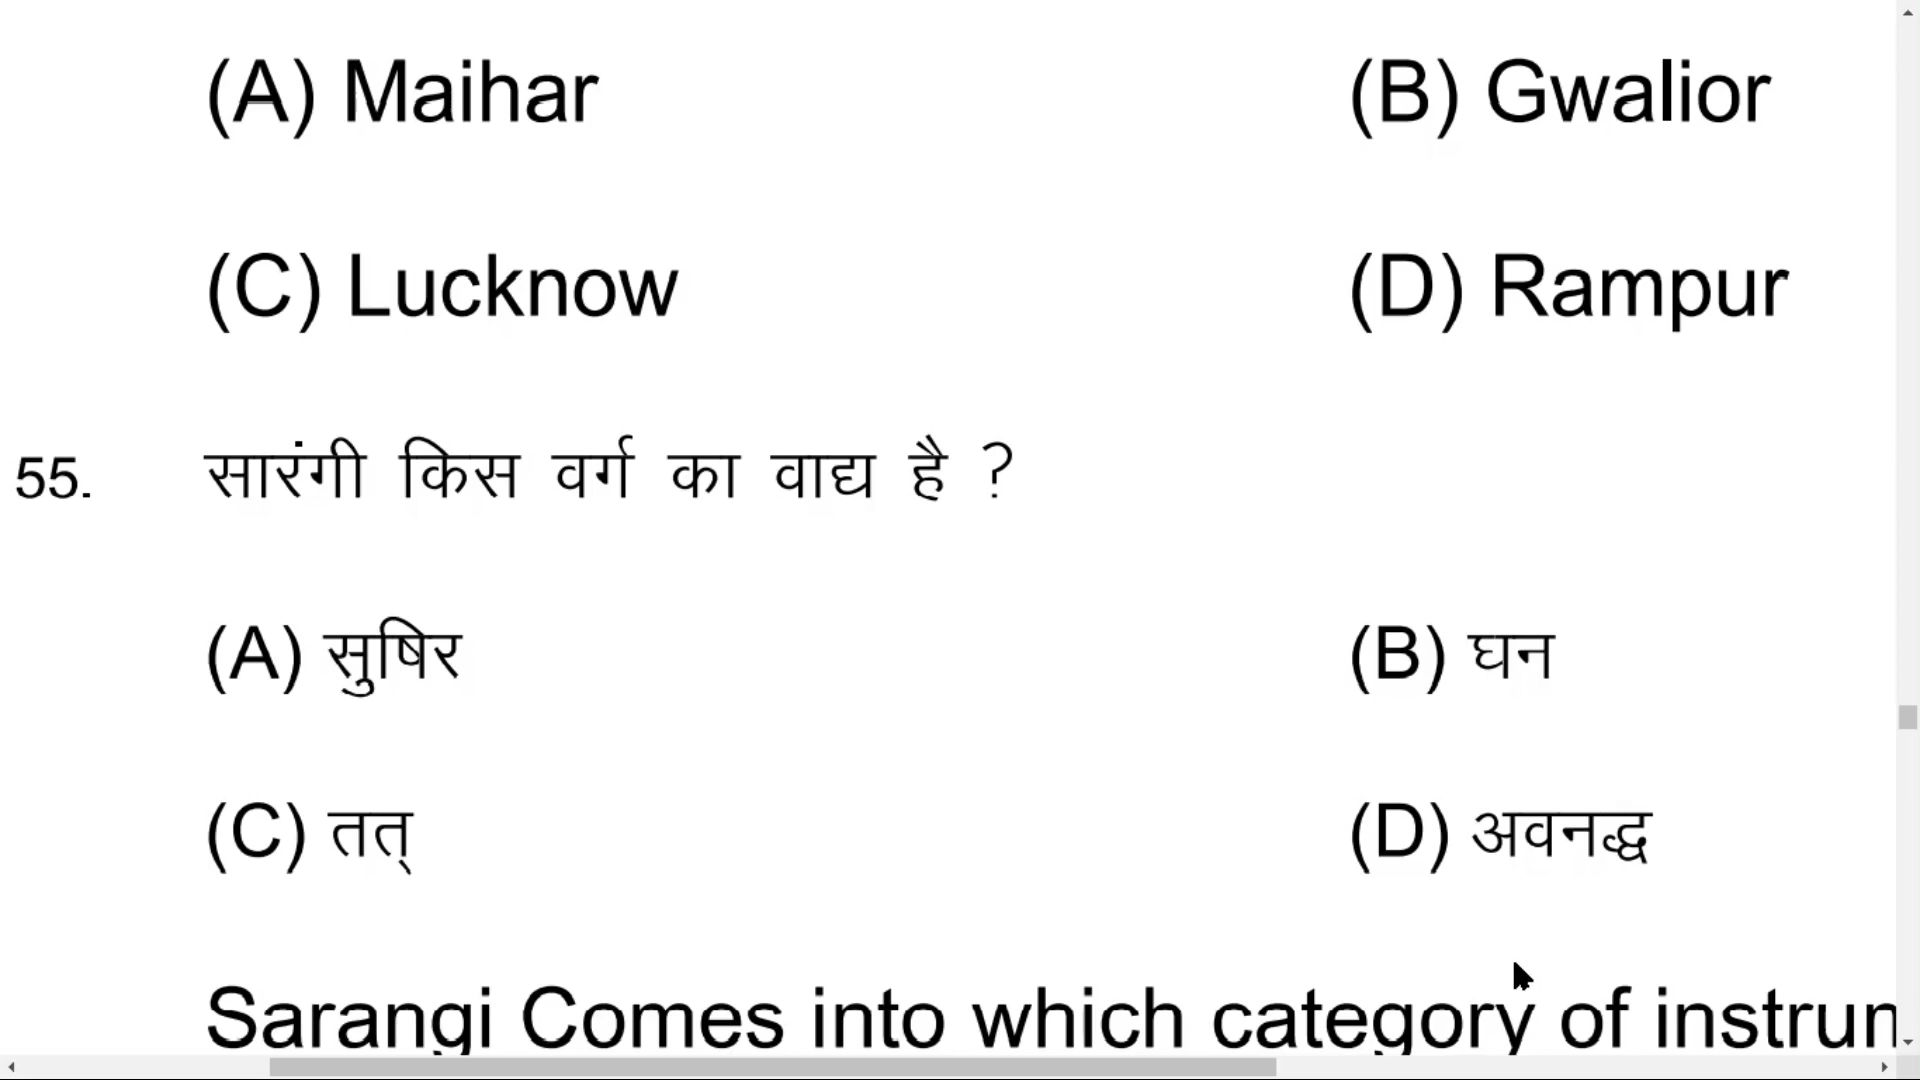 (A) Maihar (B) Gwalior
(C) Lucknow (D) Rampur
55. सारंगी किस वर्ग का वाद्य है ?
(A) सुषिर (B) घन
(C) तत् (D) अवनद्ध
Sarangi Comes into which category of